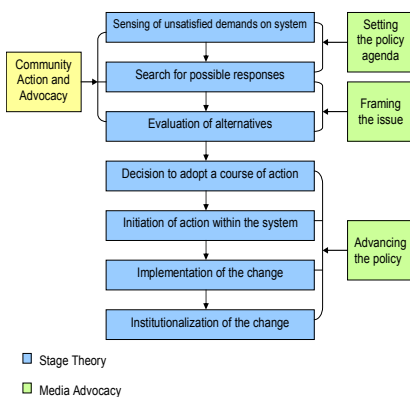 Sensing of unsatisfied demands on system
Setting
the policy
agenda
Community
Action and
Advocacy
Search for possible responses
Framing
the issue
Evaluation of alternatives
Decision to adopt a course of action
Initiation of action within the system
Advancing
the policy
Implementation of the change
Institutionalization of the change
Stage Theory
Media Advocacy